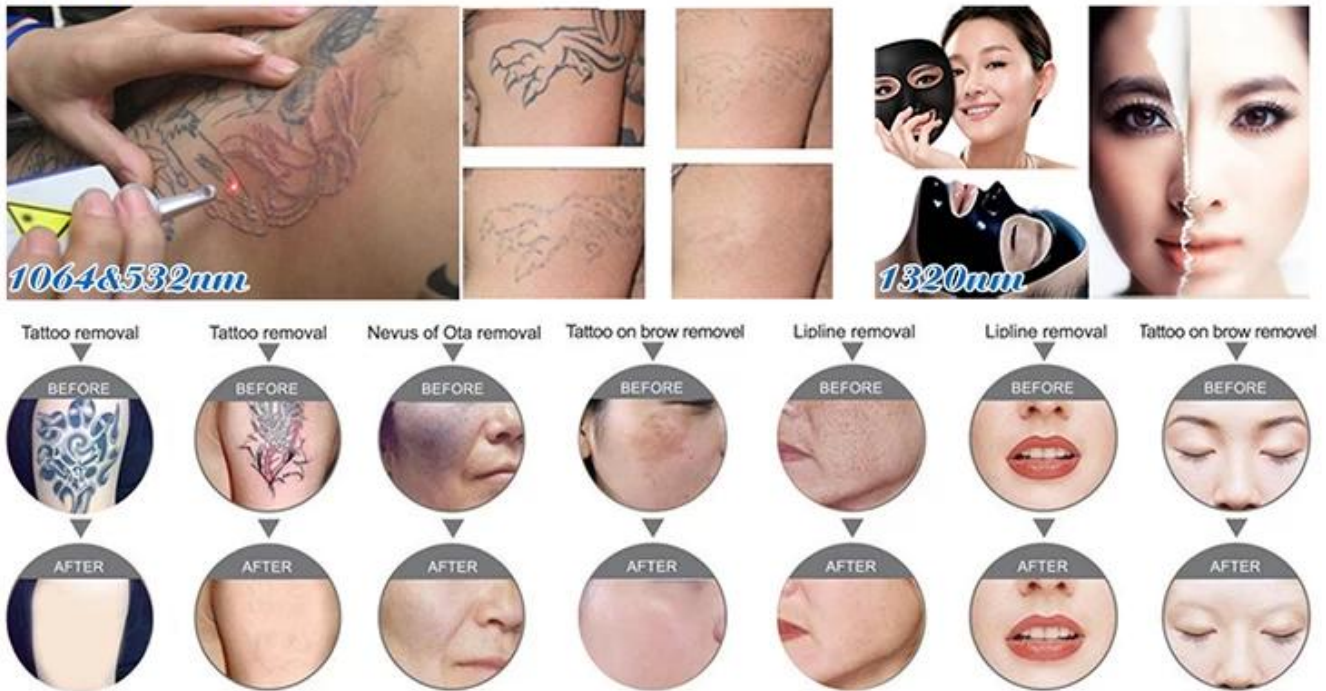 1064&532nm
1320nm
Tattoo removal
Tattoo removal
Nevus of Ota removal
Tattoo on brow removel
Lipline removal
Lipline removal
Tattoo on brow removel
BEFORE
BEFORE
BEFORE
BEFORE
BEFORE
BEFORE
BEFORE
AFTER
AFTER
AFTER
AFTER
AFTER
AFTER
AFTER